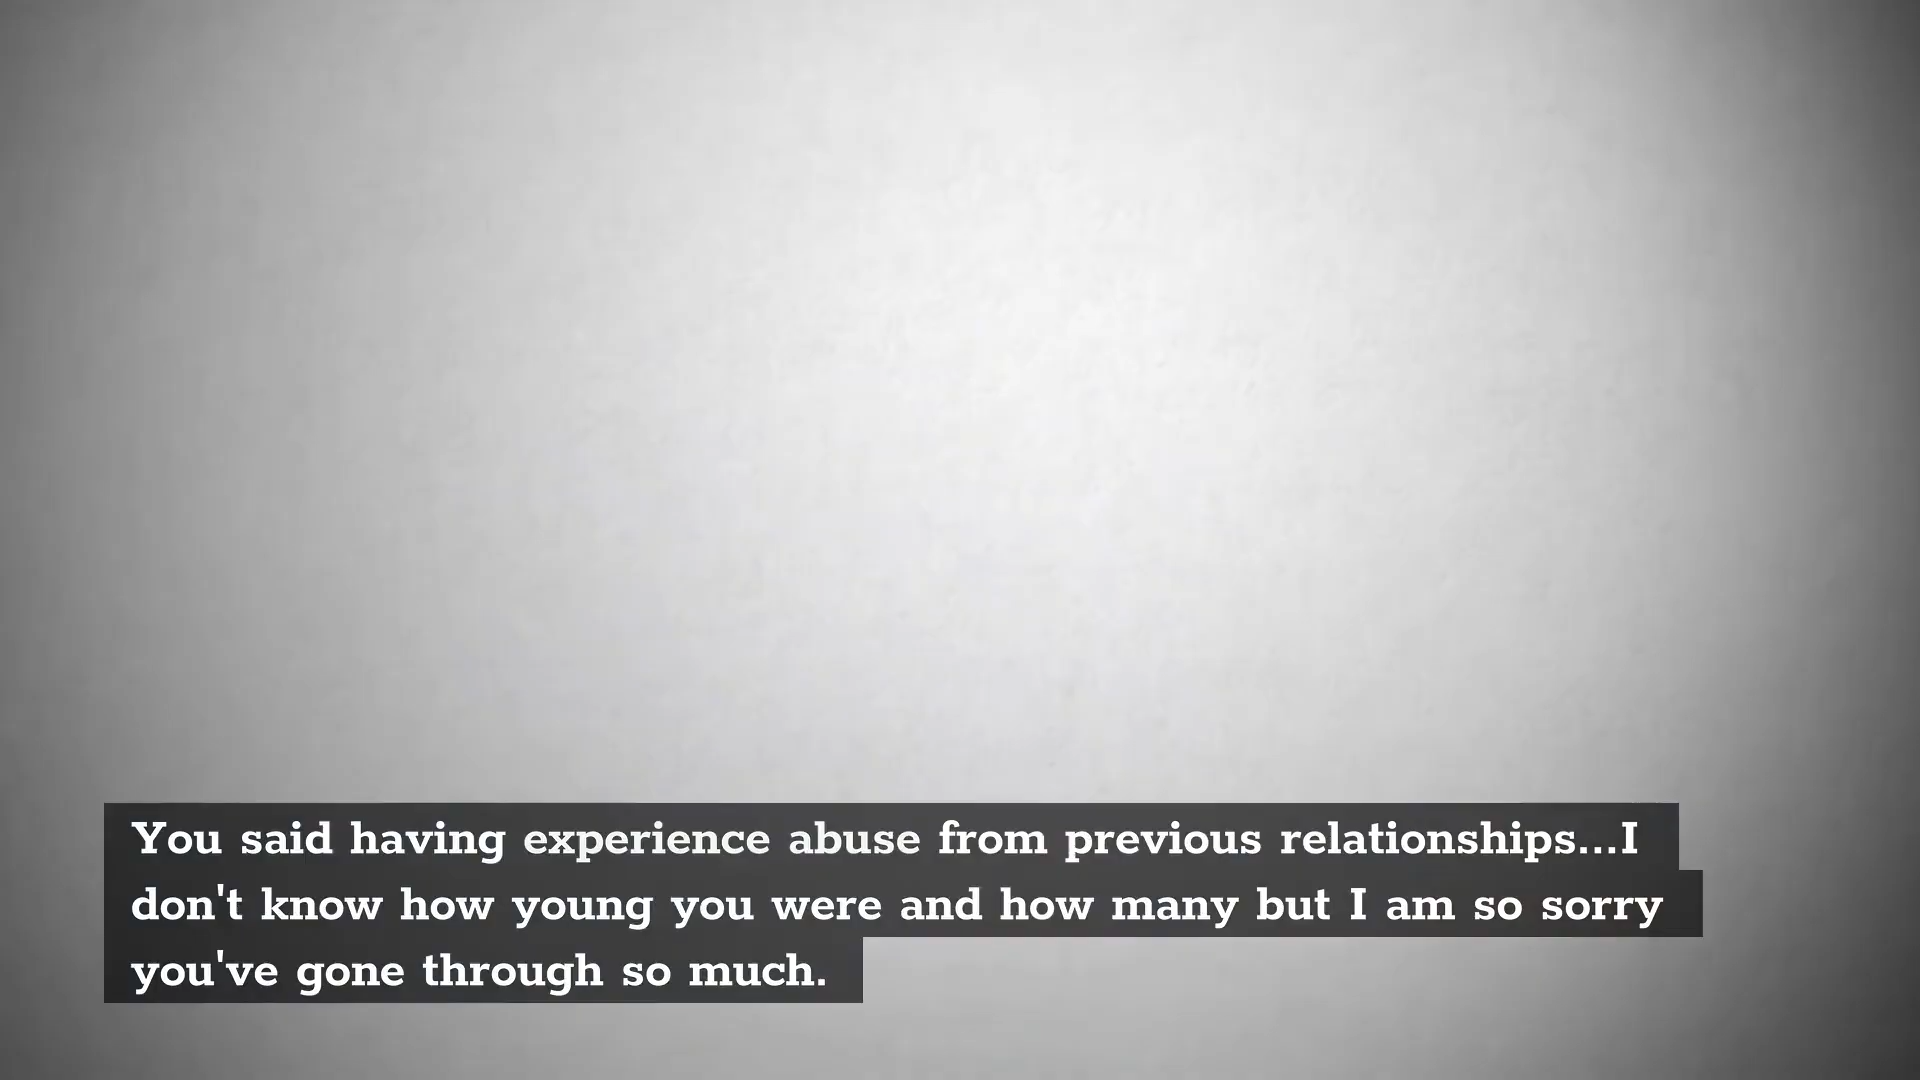 You said having experience abuse from previous relationships...I
don't know how young you were and how many but I am so sorry
you've gone through so much.